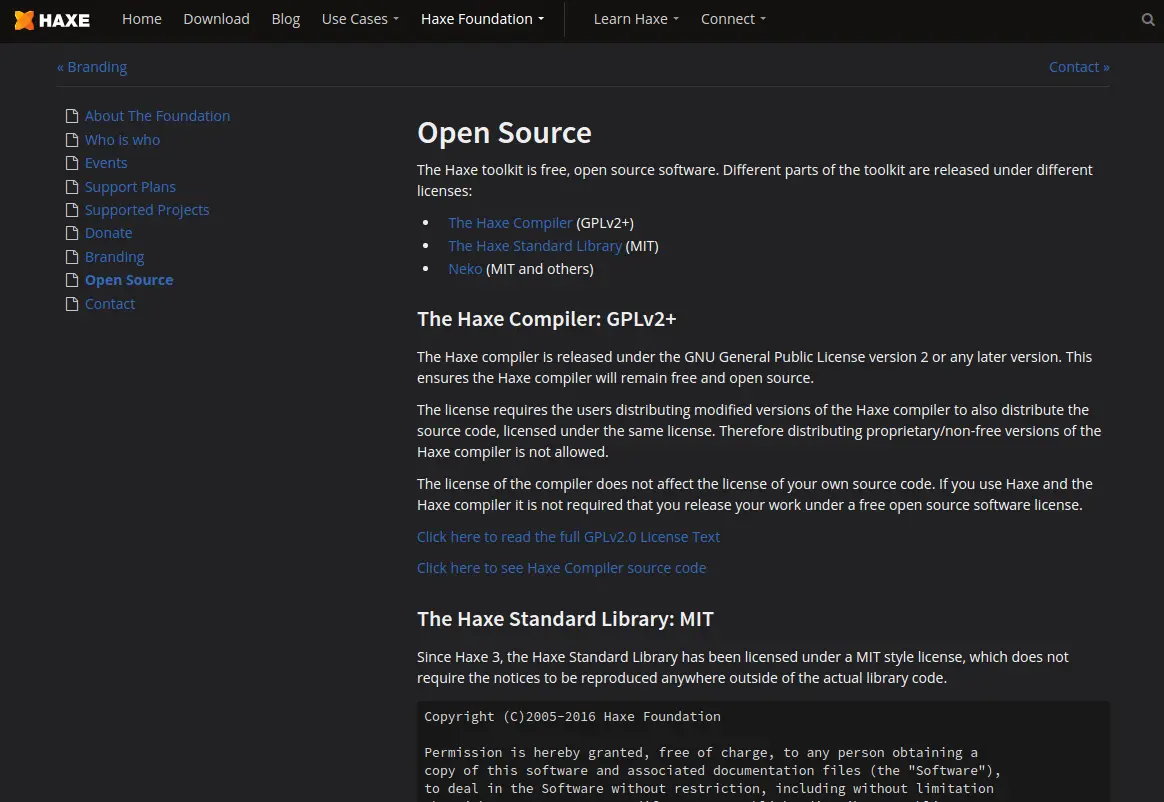 HAXE Home Download Blog Use Cases Haxe Foundation Learn Haxe Connect
« Branding Contact »
About The Foundation
Who is who
Events
Support Plans
Supported Projects
Donate
Branding
Open Source
Contact
Open Source
The Haxe toolkit is free, open source software. Different parts of the toolkit are released under different
licenses:
• The Haxe Compiler (GPLv2+)
• The Haxe Standard Library (MIT)
• Neko (MIT and others)
The Haxe Compiler: GPLv2+
The Haxe compiler is released under the GNU General Public License version 2 or any later version. This
ensures the Haxe compiler will remain free and open source.
The license requires the users distributing modified versions of the Haxe compiler to also distribute the
source code, licensed under the same license. Therefore distributing proprietary/non-free versions of the
Haxe compiler is not allowed.
The license of the compiler does not affect the license of your own source code. If you use Haxe and the
Haxe compiler it is not required that you release your work under a free open source software license.
Click here to read the full GPLv2.0 License Text
Click here to see Haxe Compiler source code
The Haxe Standard Library: MIT
Since Haxe 3, the Haxe Standard Library has been licensed under a MIT style license, which does not
require the notices to be reproduced anywhere outside of the actual library code.
Copyright (C)2005-2016 Haxe Foundation
Permission is hereby granted, free of charge, to any person obtaining a
copy of this software and associated documentation files (the "Software"),
to deal in the Software without restriction, including without limitation